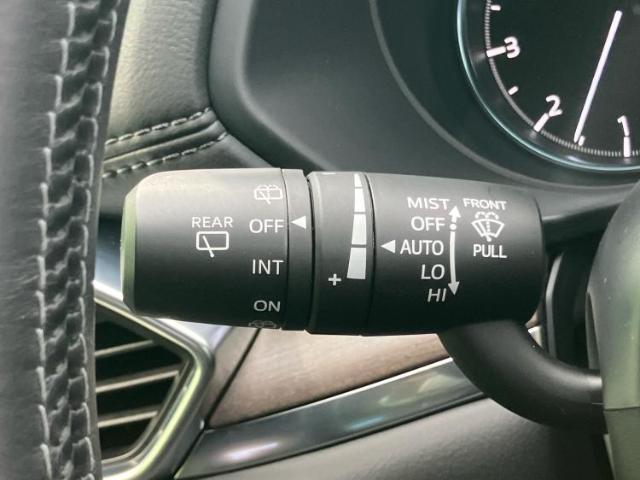 REAR
OFF
INT
ON
-
+
MIST
OFF
AUTO
LO
HI
FRONT
PULL
3
2
1